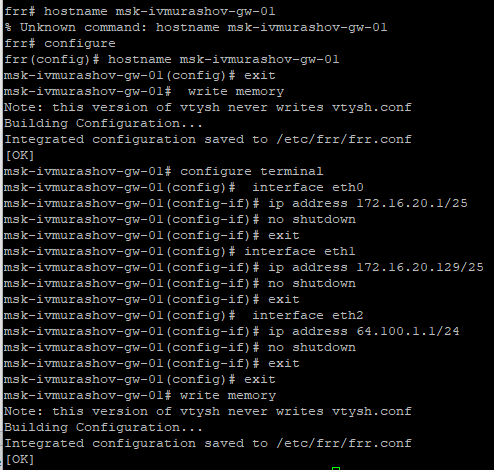 frr# hostname msk-ivmurashov-gw-01
% Unknown command: hostname msk-ivmurashov-gw-01
frr# configure
frr(config)# hostname msk-ivmurashov-gw-01
msk-ivmurashov-gw-01(config)# exit
msk-ivmurashov-gw-01#  write memory
Note: this version of vtysh never writes vtysh.conf
Building Configuration...
Integrated configuration saved to /etc/frr/frr.conf
[OK]
msk-ivmurashov-gw-01# configure terminal
msk-ivmurashov-gw-01(config)#  interface eth0
msk-ivmurashov-gw-01(config-if)# ip address 172.16.20.1/25
msk-ivmurashov-gw-01(config-if)# no shutdown
msk-ivmurashov-gw-01(config-if)# exit
msk-ivmurashov-gw-01(config)# interface eth1
msk-ivmurashov-gw-01(config-if)# ip address 172.16.20.129/25
msk-ivmurashov-gw-01(config-if)# no shutdown
msk-ivmurashov-gw-01(config-if)# exit
msk-ivmurashov-gw-01(config)#  interface eth2
msk-ivmurashov-gw-01(config-if)# ip address 64.100.1.1/24
msk-ivmurashov-gw-01(config-if)# no shutdown
msk-ivmurashov-gw-01(config-if)# exit
msk-ivmurashov-gw-01(config)# exit
msk-ivmurashov-gw-01# write memory
Note: this version of vtysh never writes vtysh.conf
Building Configuration...
Integrated configuration saved to /etc/frr/frr.conf
[OK]